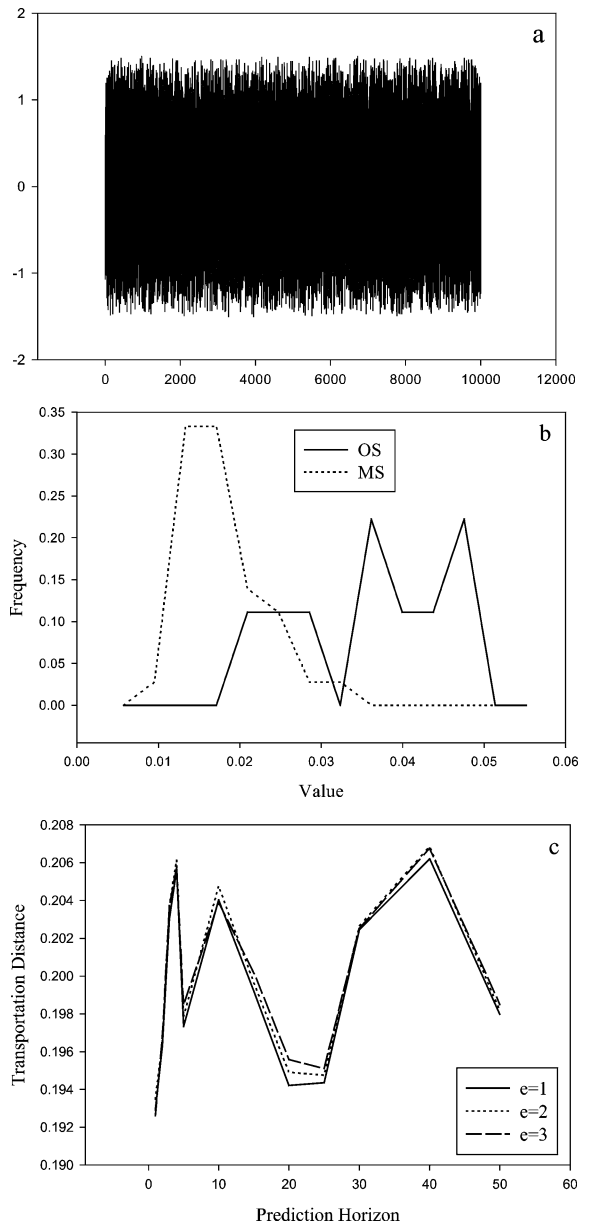 2
a
1
0
-1
-2
0 2000 4000 6000 8000 10000 12000
0.35
b
0.30
OS
MS
0.25
0.20
Frequency
0.15
0.10
0.05
0.00
0.00 0.01 0.02 0.03 0.04 0.05 0.06
Value
0.208
c
0.206
0.204
0.202
Transportation Distance
0.200
0.198
0.196
0.194
e=1
0.192
e=2
e=3
0.190
0 10 20 30 40 50 60
Prediction Horizon